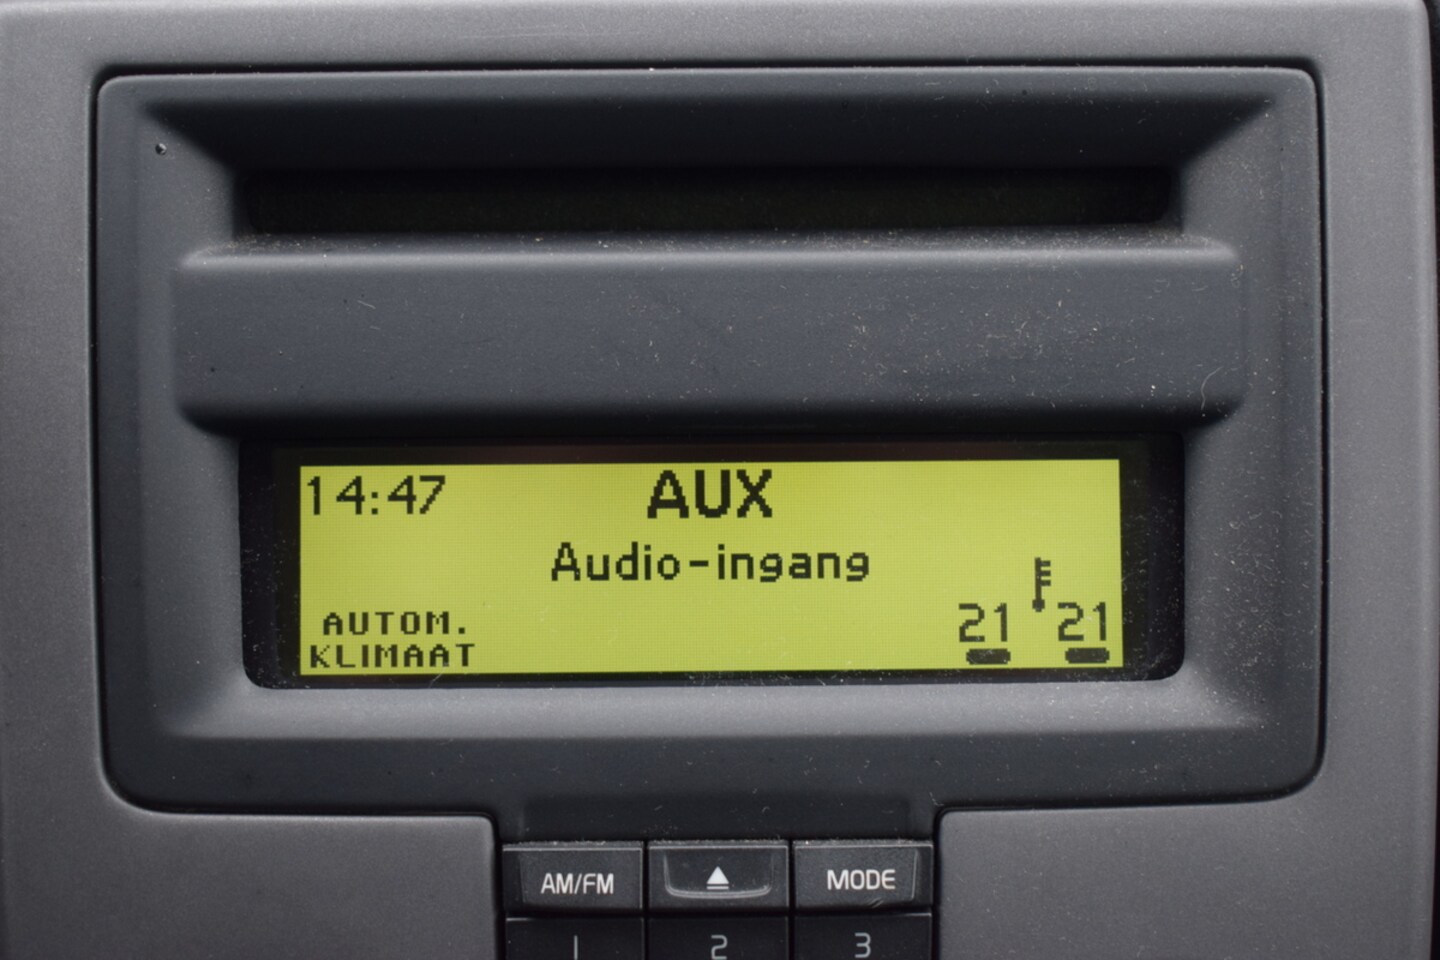 14:47 AUX
Audio-ingang
AUTOM.
21 21
KLIMAAT
AM/FM MODE
1 2 3